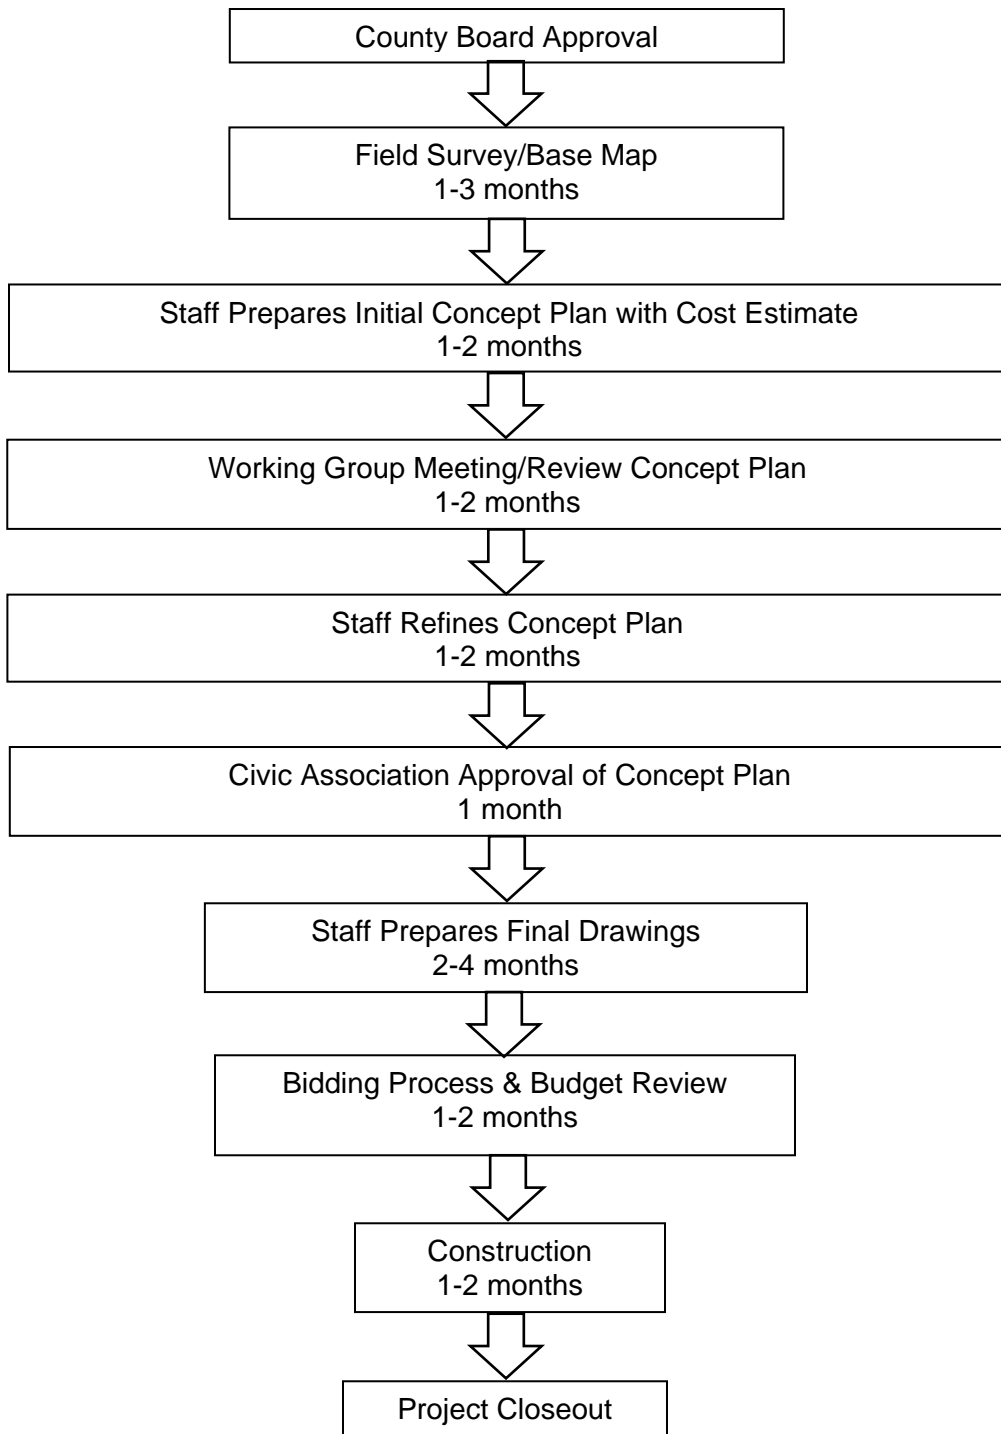 County Board Approval
Field Survey/Base Map
1-3 months
Staff Prepares Initial Concept Plan with Cost Estimate
1-2 months
Working Group Meeting/Review Concept Plan
1-2 months
Staff Refines Concept Plan
1-2 months
Civic Association Approval of Concept Plan
1 month
Staff Prepares Final Drawings
2-4 months
Bidding Process & Budget Review
1-2 months
Construction
1-2 months
Project Closeout